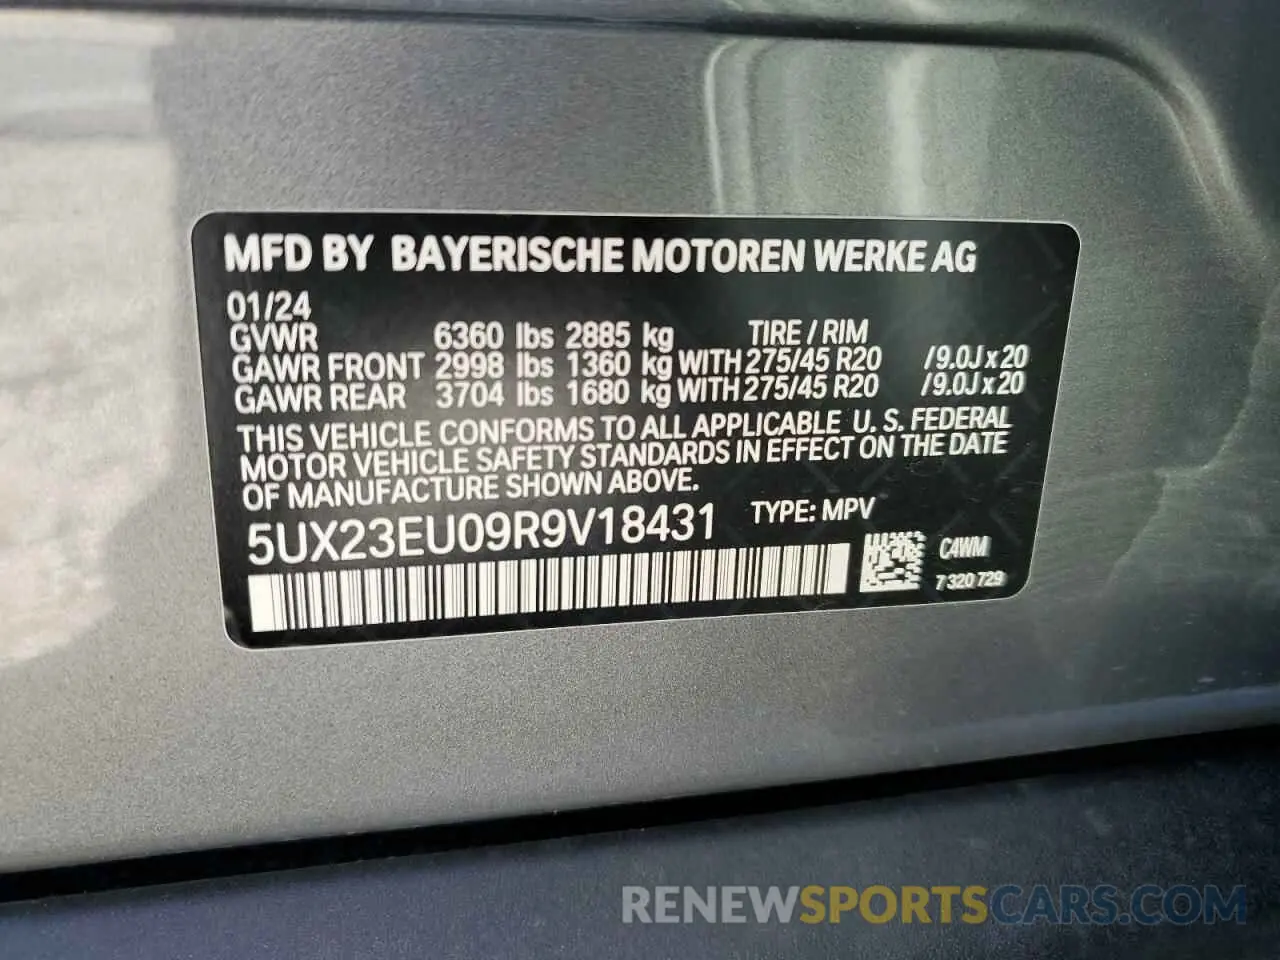 MFD BY BAYERISCHE MOTOREN WERKE AG
01/24
GVWR 6360 lbs 2885 kg TIRE / RIM
GAWR FRONT 2998 lbs 1360 kg WITH 275/45 R20 / 9.0J x 20
GAWR REAR 3704 lbs 1680 kg WITH 275/45 R20 / 9.0J x 20
THIS VEHICLE CONFORMS TO ALL APPLICABLE U. S. FEDERAL
MOTOR VEHICLE SAFETY STANDARDS IN EFFECT ON THE DATE
OF MANUFACTURE SHOWN ABOVE.
5UX23EU09R9V18431 TYPE: MPV
C4WM
7 320 729
RENEWSPORTSCARS.COM